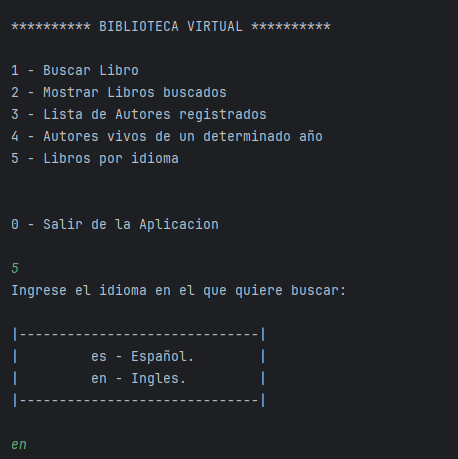 ********** BIBLIOTECA VIRTUAL **********
1 - Buscar Libro
2 - Mostrar Libros buscados
3 - Lista de Autores registrados
4 - Autores vivos de un determinado año
5 - Libros por idioma
0 - Salir de la Aplicacion
5
Ingrese el idioma en el que quiere buscar:
|------------------------------|
|         es - Español.        |
|         en - Ingles.         |
|------------------------------|
en